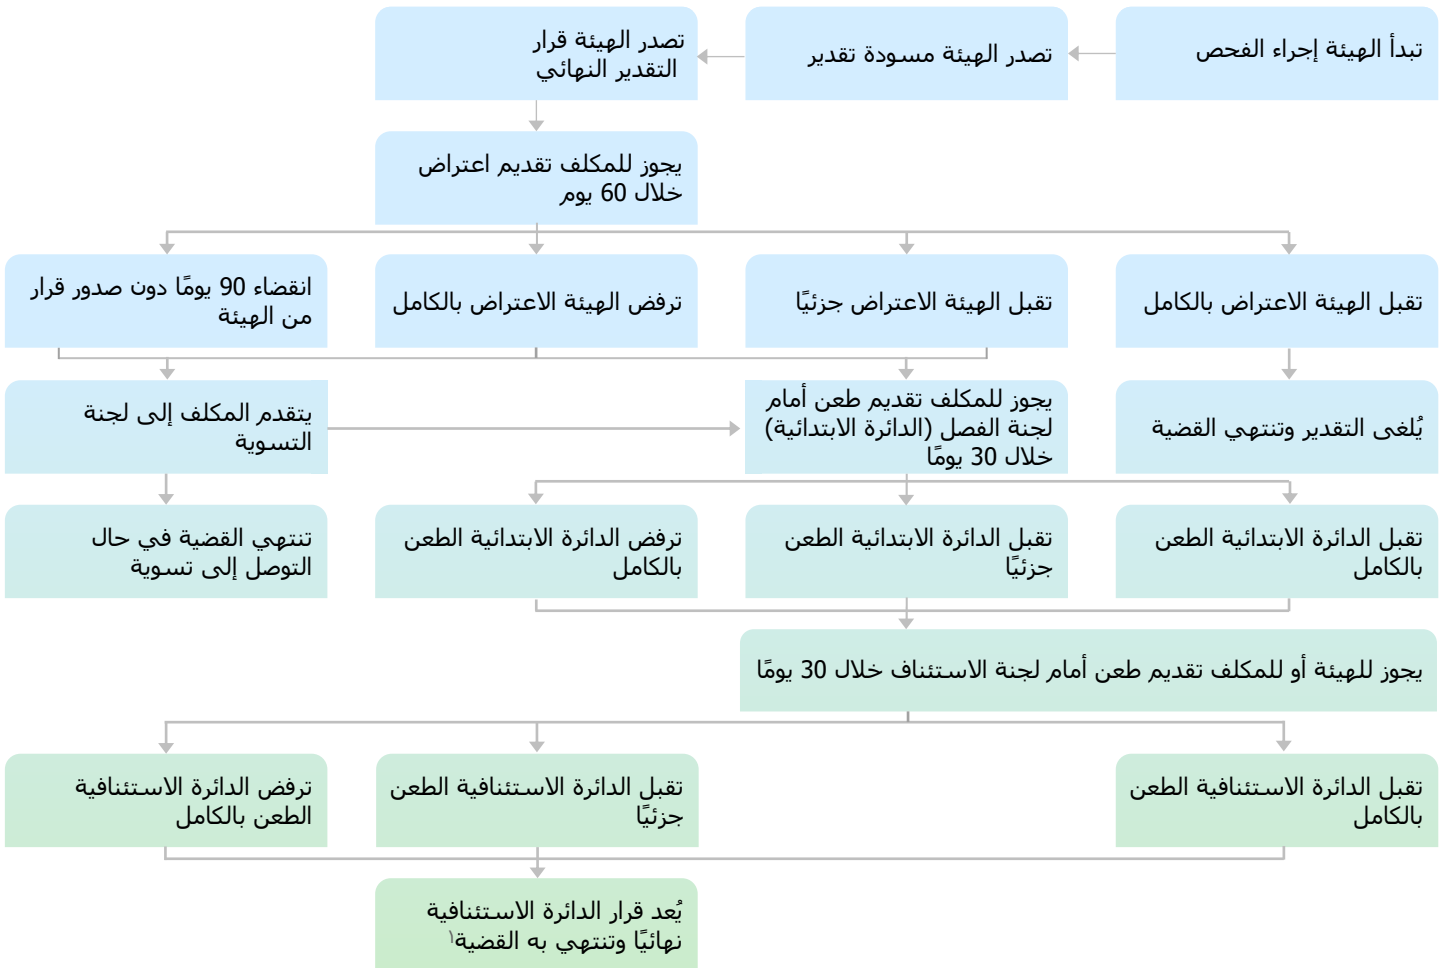 تبدأ الهيئة إجراء الفحص
تصدر الهيئة مسودة تقدير
تصدر الهيئة قرار
التقدير النهائي
يجوز للمكلف تقديم اعتراض
خلال 60 يوم
تقبل الهيئة الاعتراض بالكامل
تقبل الهيئة الاعتراض جزئيًا
ترفض الهيئة الاعتراض بالكامل
انقضاء 90 يومًا دون صدور قرار
من الهيئة
يُلغى التقدير وتنتهي القضية
يجوز للمكلف تقديم طعن أمام
لجنة الفصل (الدائرة الابتدائية)
خلال 30 يومًا
يتقدم المكلف إلى لجنة
التسوية
تقبل الدائرة الابتدائية الطعن
بالكامل
تقبل الدائرة الابتدائية الطعن
جزئيًا
ترفض الدائرة الابتدائية الطعن
بالكامل
تنتهي القضية في حال
التوصل إلى تسوية
يجوز للهيئة أو للمكلف تقديم طعن أمام لجنة الاستئناف خلال 30 يومًا
تقبل الدائرة الاستئنافية الطعن
بالكامل
تقبل الدائرة الاستئنافية الطعن
جزئيًا
ترفض الدائرة الاستئنافية
الطعن بالكامل
يُعد قرار الدائرة الاستئنافية
نهائيًا وتنتهي به القضية١